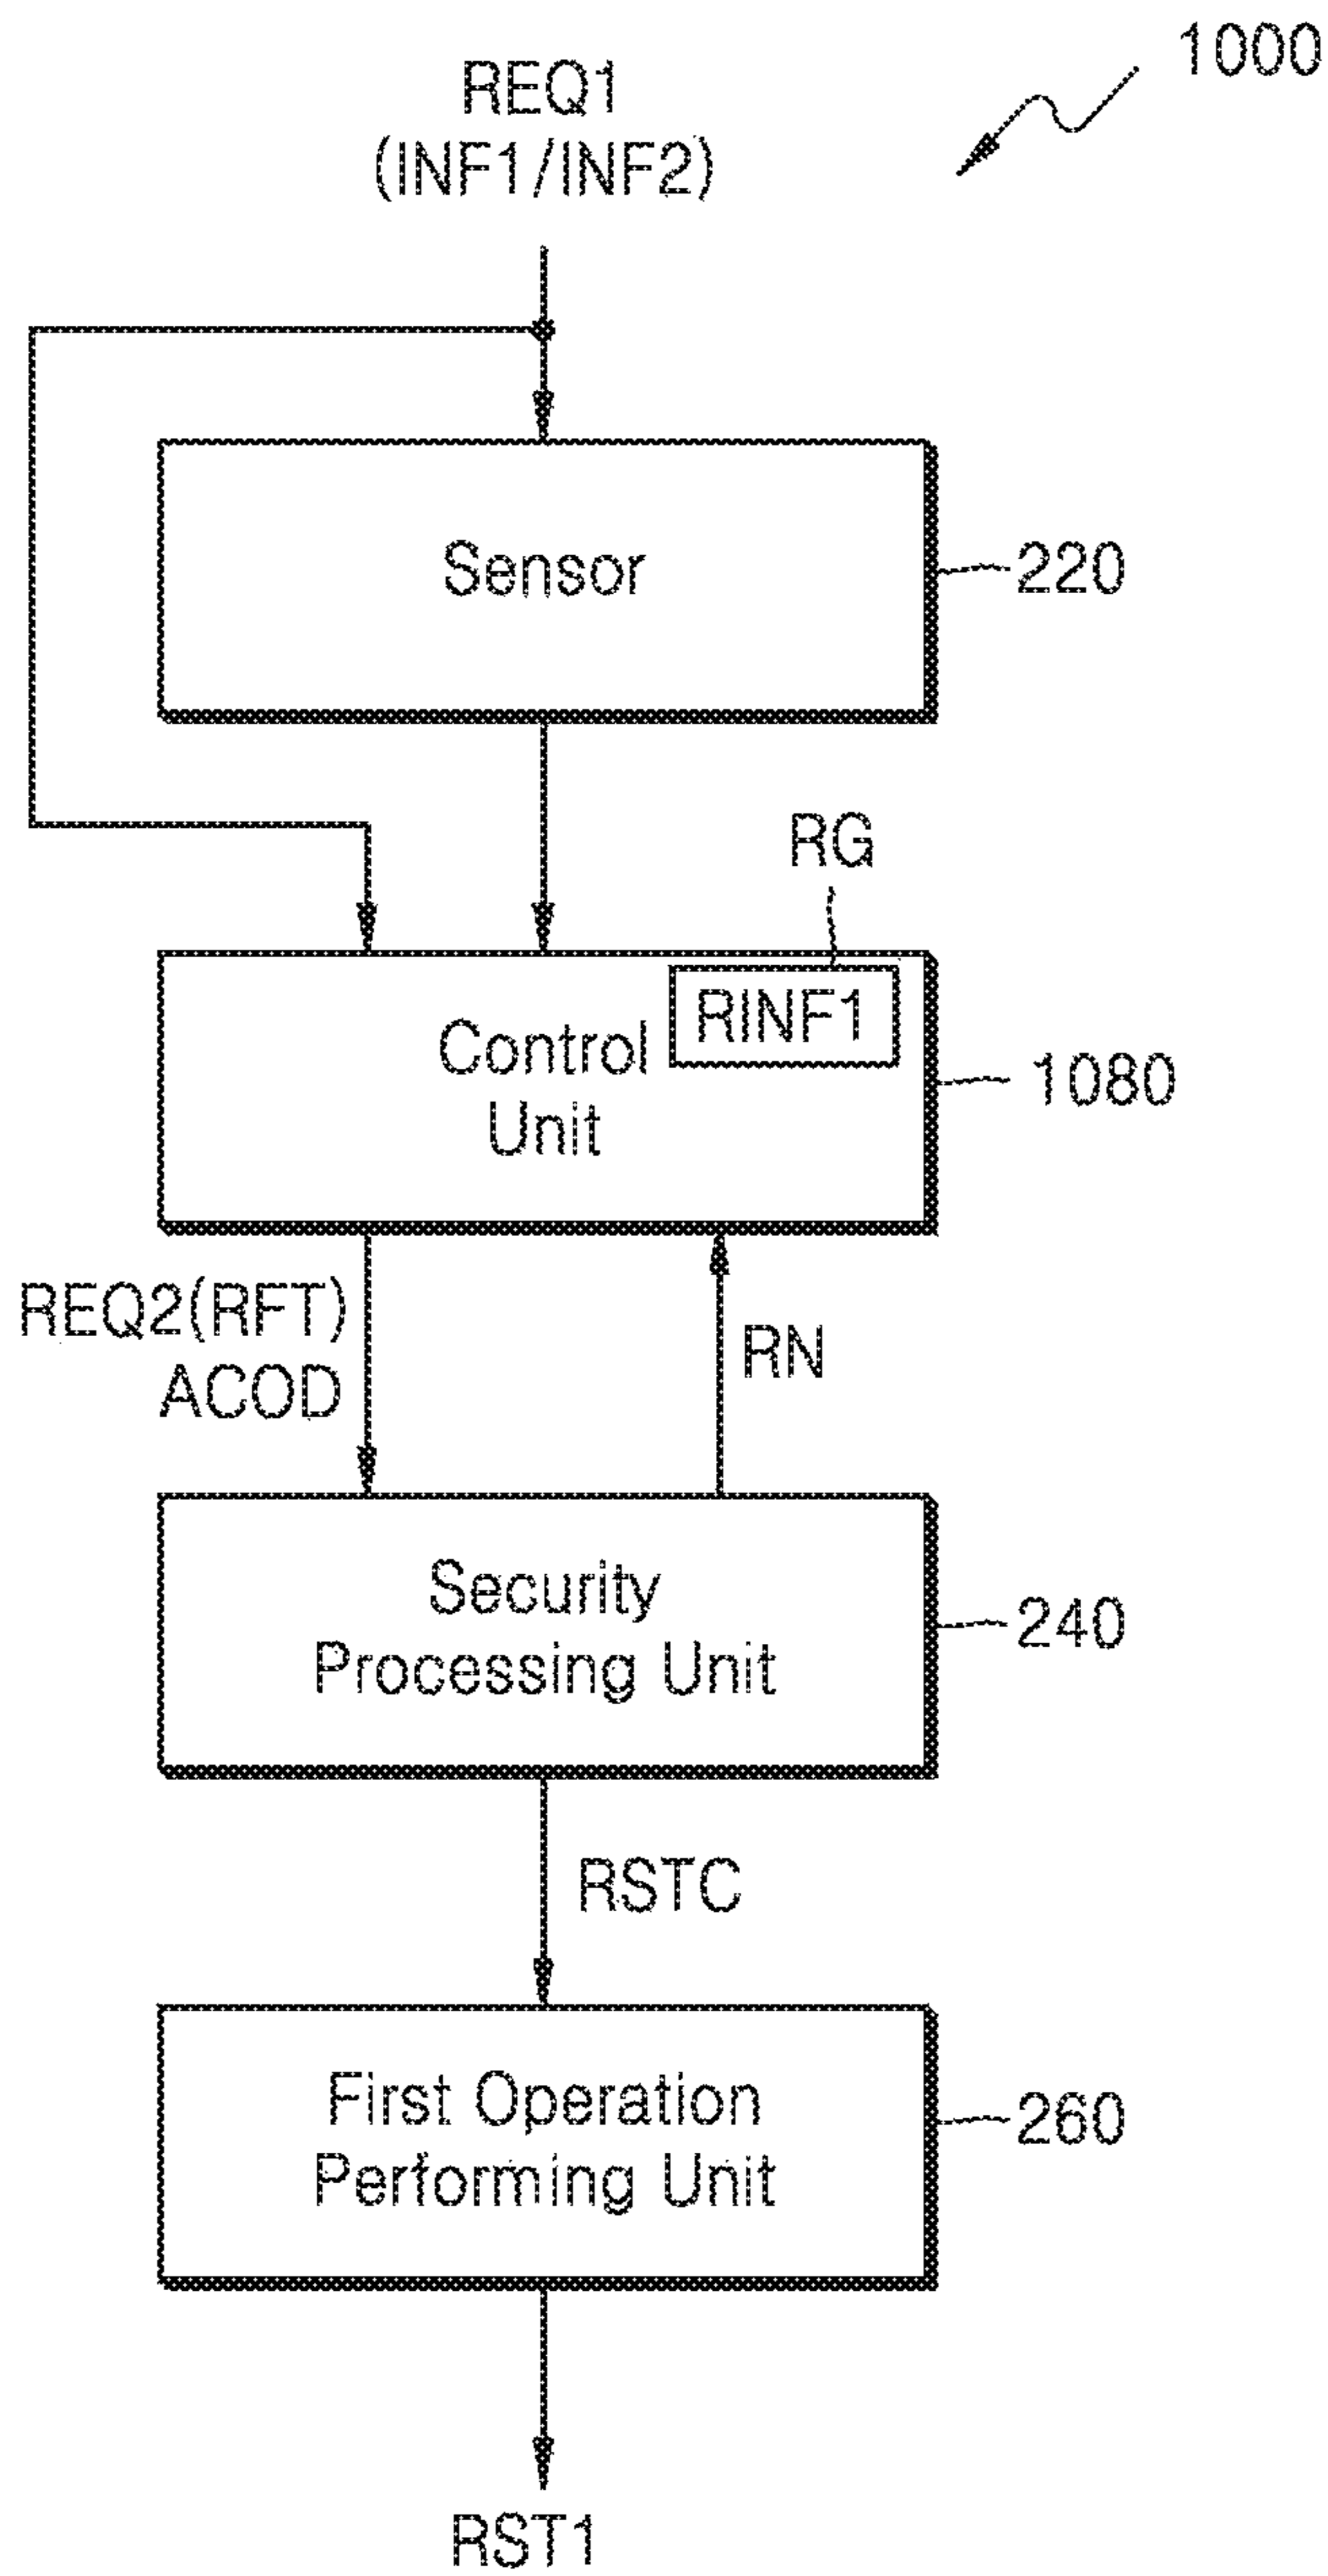 1000
REQ1
(INF1/INF2)
Sensor
220
RG
RINF1
Control
Unit
1080
REQ2(RFT)
ACOD
RN
Security
Processing Unit
240
RSTC
First Operation
Performing Unit
260
RST1